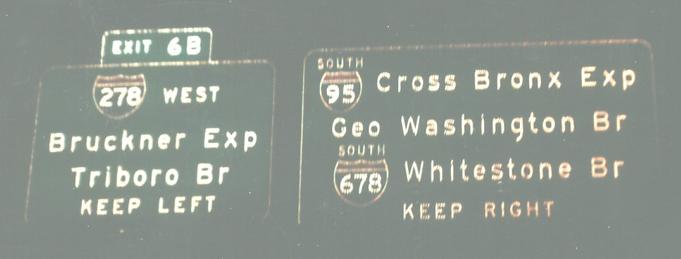 EXIT 6B
278 WEST
Bruckner Exp
Triboro Br
KEEP LEFT
SOUTH
95 Cross Bronx Exp
Geo Washington Br
SOUTH
678 Whitestone Br
KEEP RIGHT